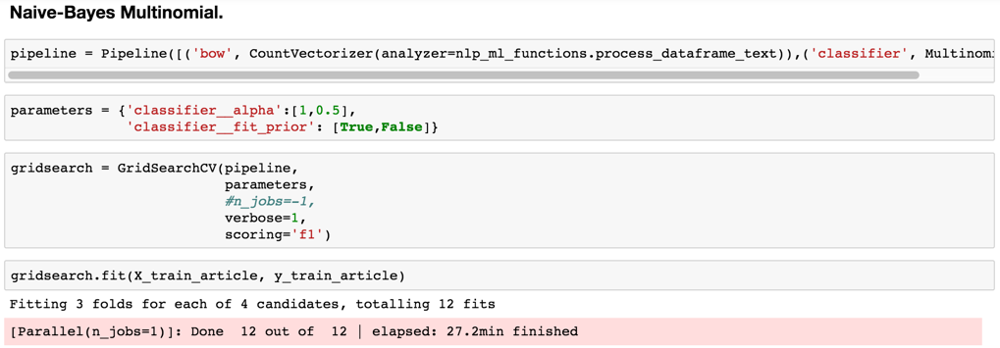 Naive-Bayes Multinomial.
pipeline = Pipeline([('bow', CountVectorizer(analyzer=nlp_ml_functions.process_dataframe_text)),('classifier', Multinomi
parameters = {'classifier__alpha':[1,0.5],
'classifier__fit_prior': [True,False]}
gridsearch = GridSearchCV(pipeline,
parameters,
#n_jobs=-1,
verbose=1,
scoring='f1')
gridsearch.fit(X_train_article, y_train_article)
Fitting 3 folds for each of 4 candidates, totalling 12 fits
[Parallel(n_jobs=1)]: Done  12 out of  12 | elapsed: 27.2min finished